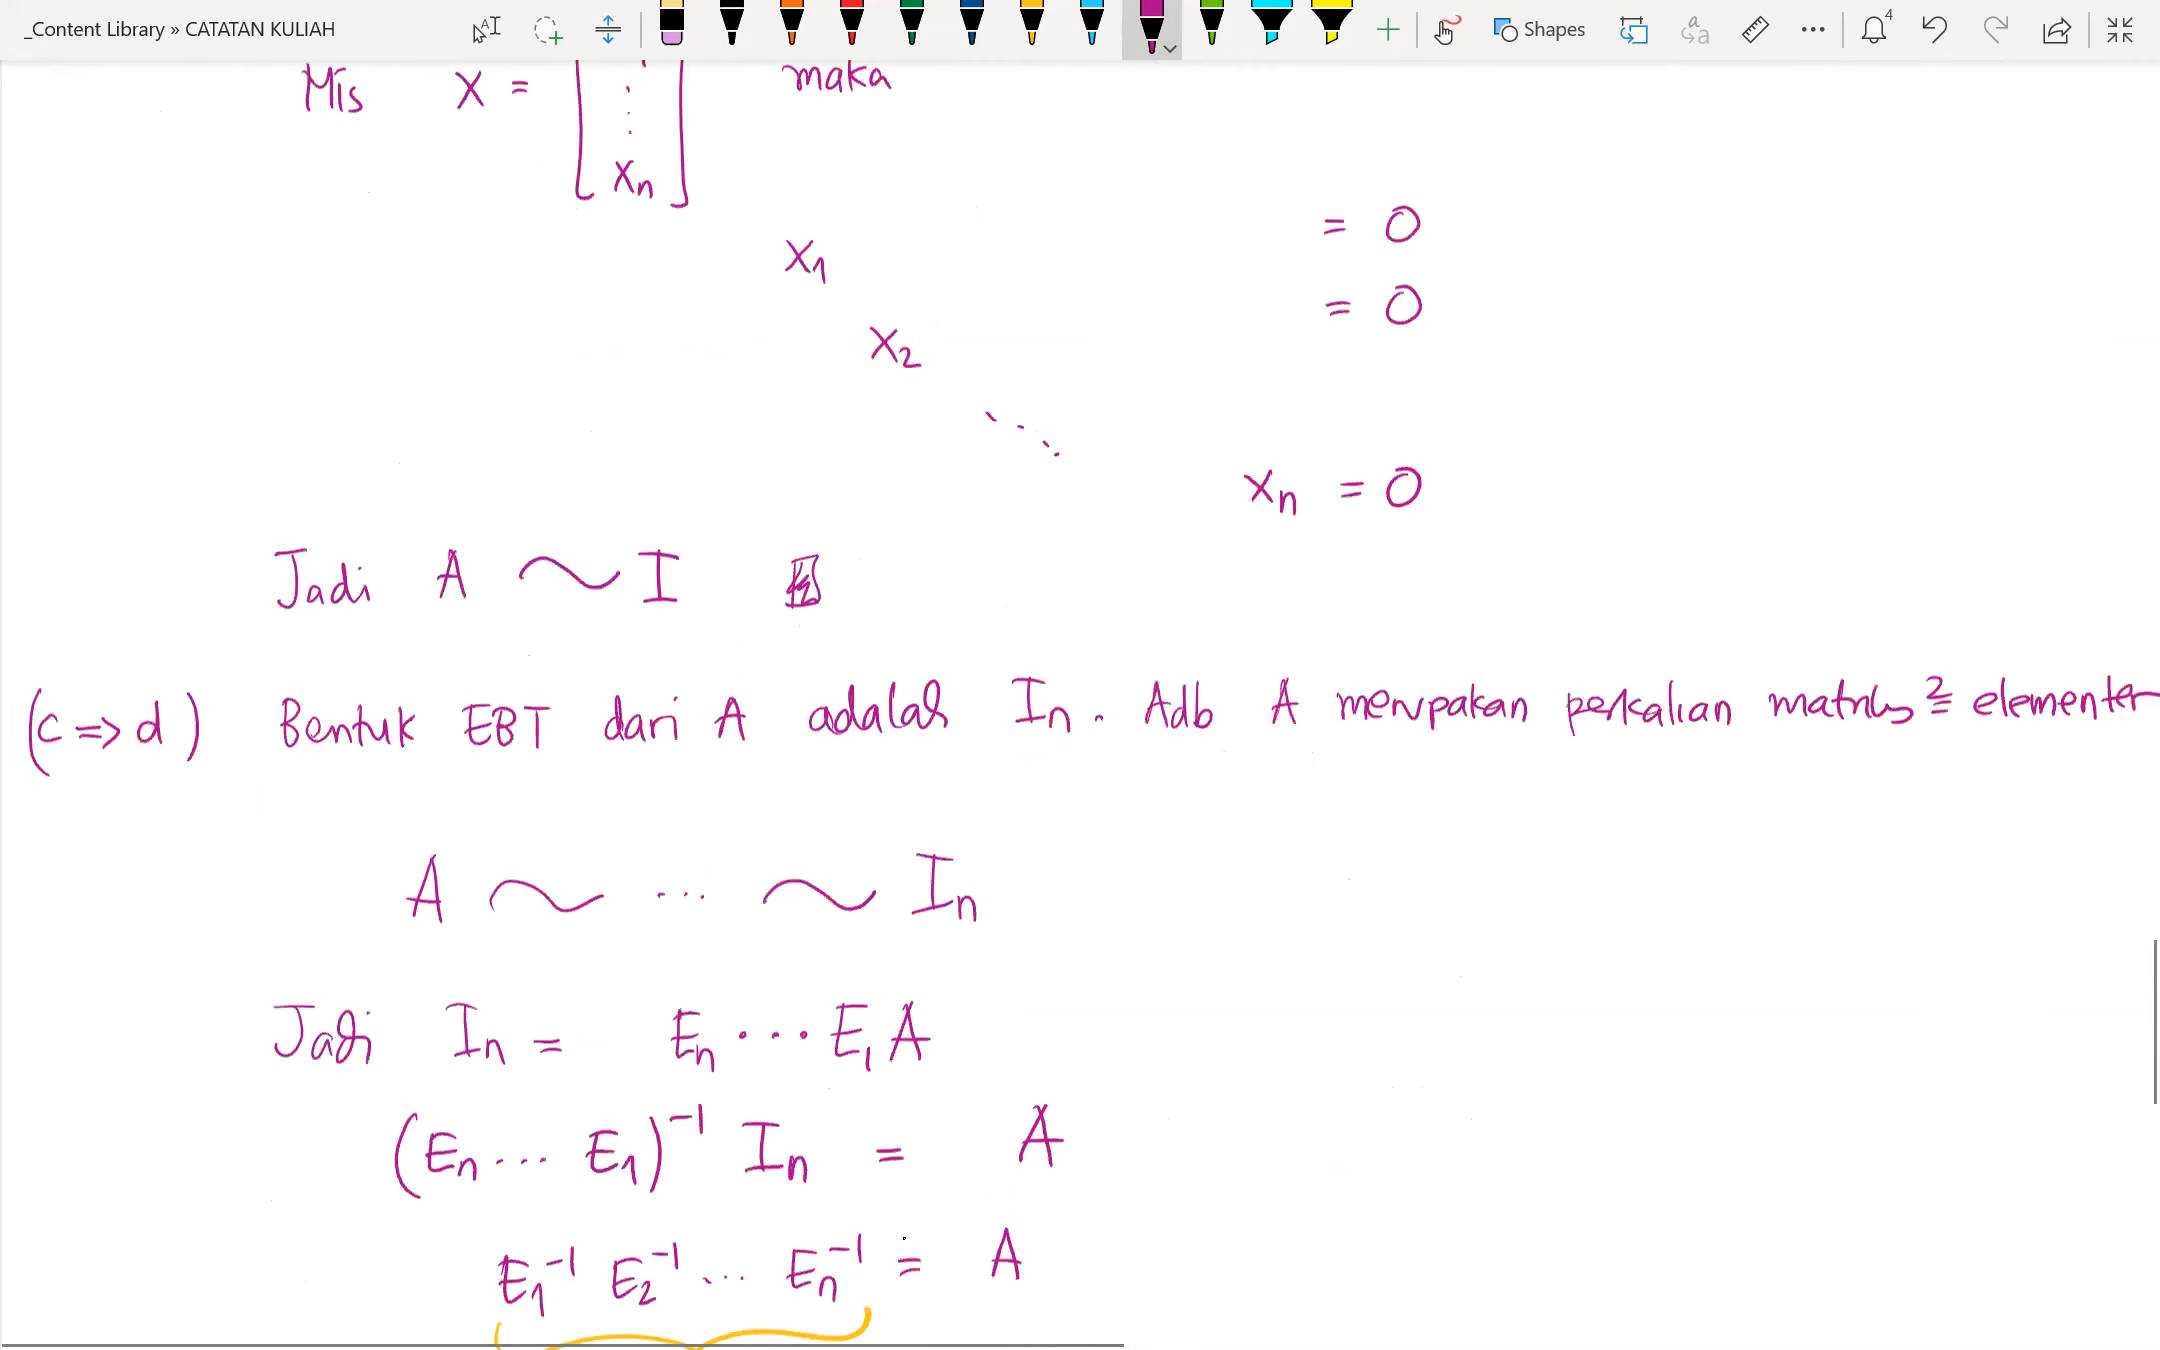 _Content Library » CATATAN KULIAH
Shapes
4
Mis X = [ ⋮ xn ] maka
= 0
x1
= 0
x2
⋱
xn = 0
Jadi A ~ I
(c => d) Bentuk EBT dari A adalah In. Adb A merupakan perkalian matriks2 elementer
A ~ ... ~ In
Jadi In = En ... E1 A
(En ... E1)^-1 In = A
E1^-1 E2^-1 ... En^-1 = A